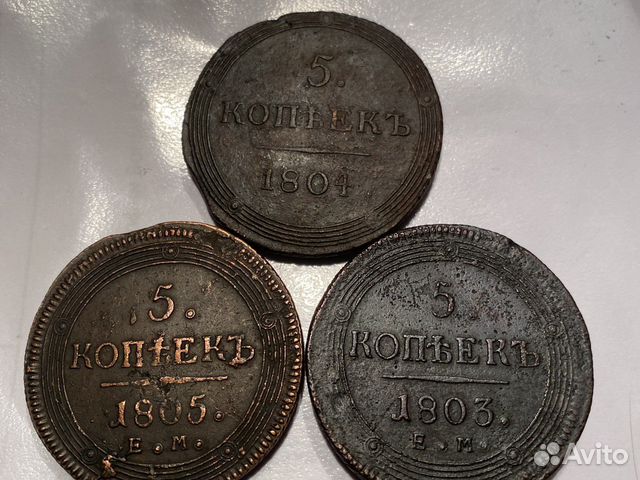 5.
КОПѢЕКЪ
1804
5.
КОПѢЕКЪ
1805.
Е. М.
5
КОПѢЕКЪ
1803.
Е. М.
Avito